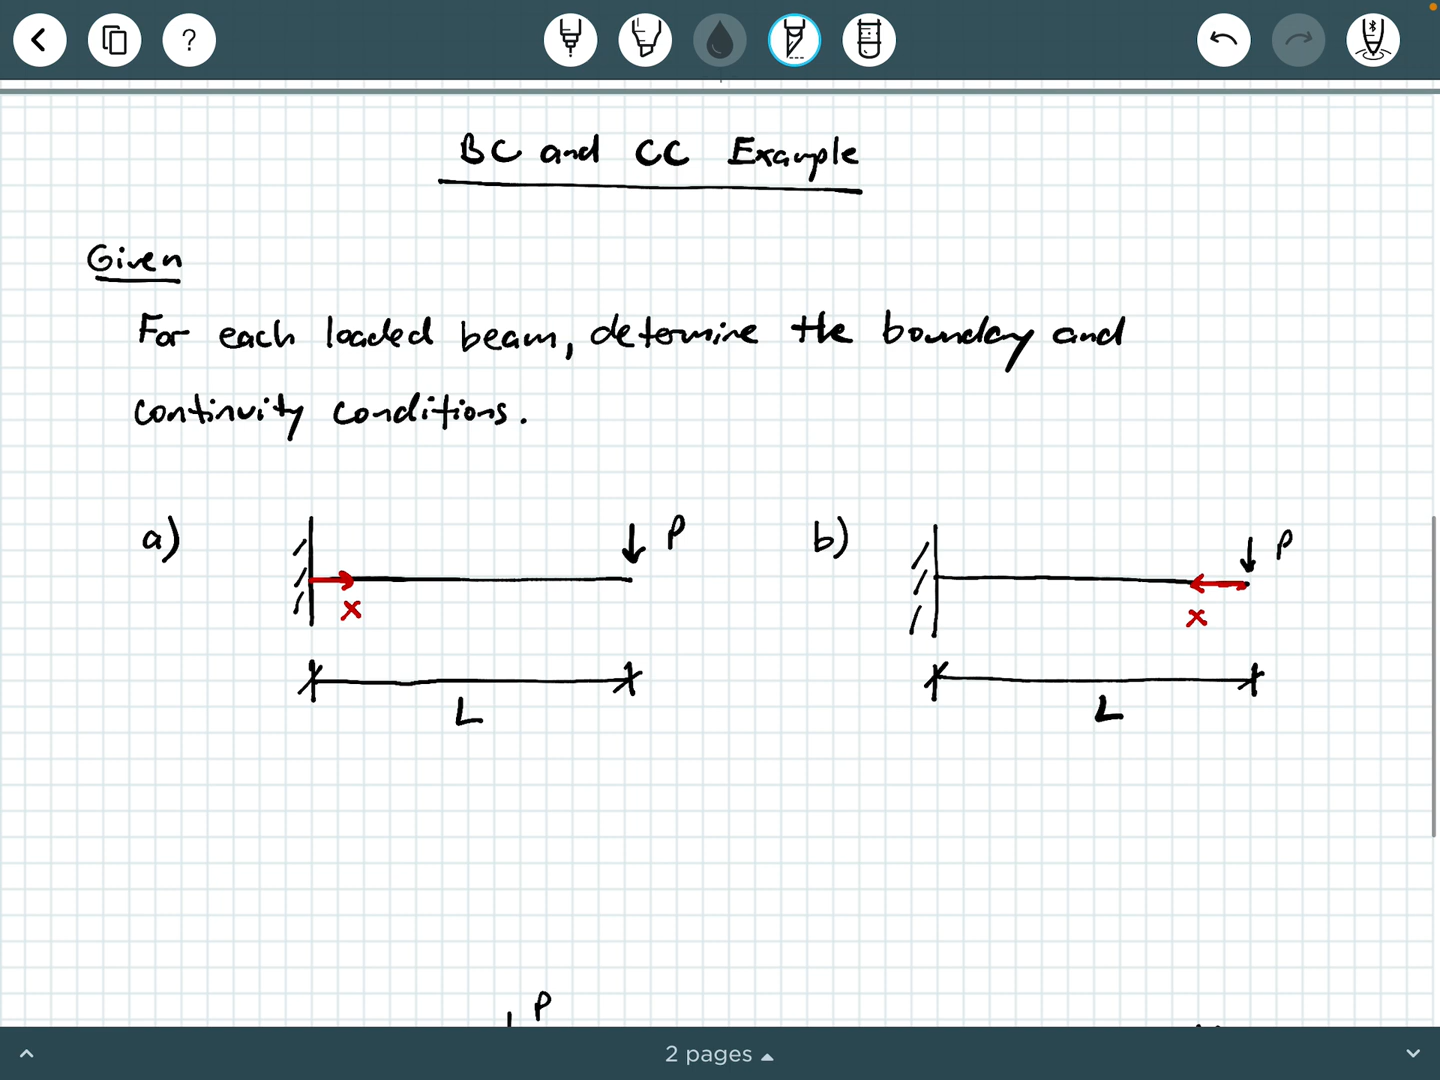 ?
BC and CC Example
Given
For each loaded beam, determine the boundary and
continuity conditions.
a)
P
x
L
b)
P
x
L
P
2 pages